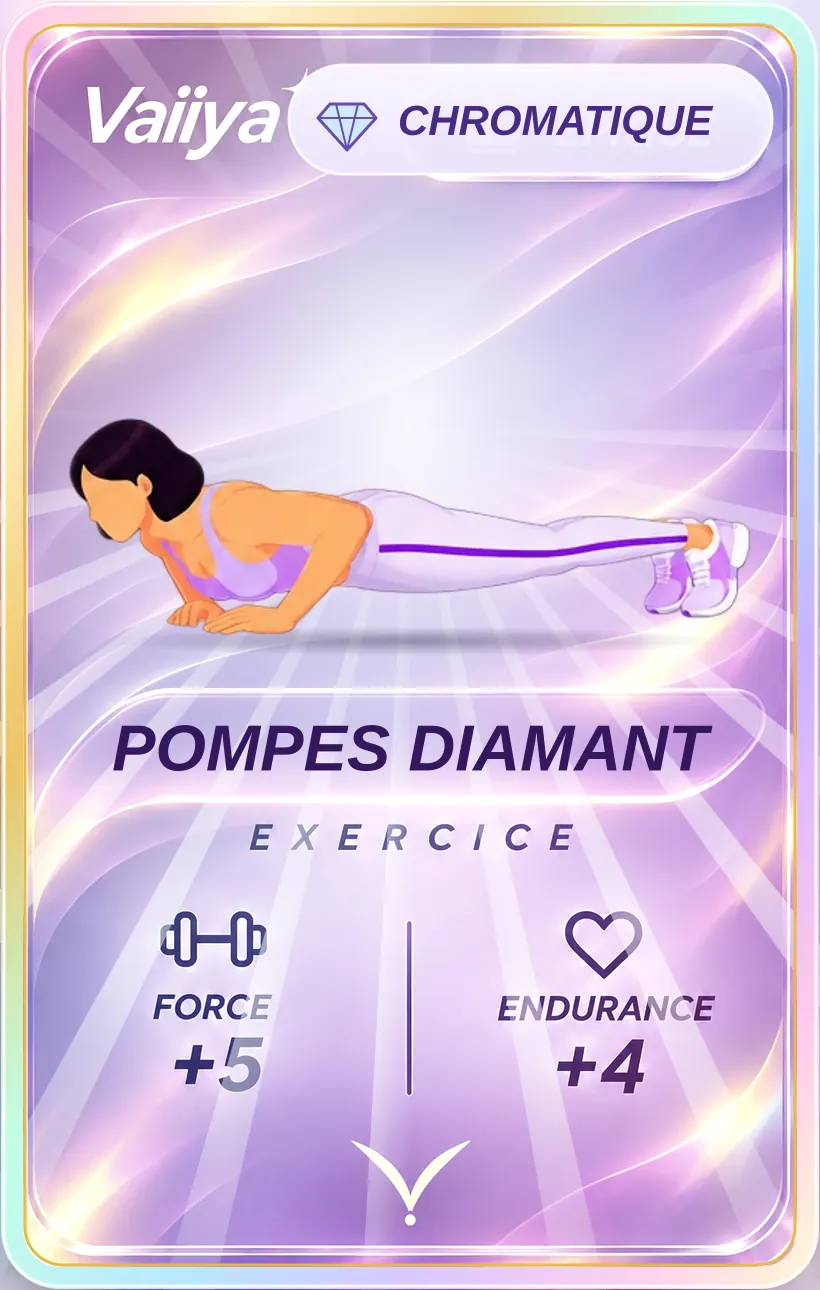 Vaiiya
CHROMATIQUE
POMPES DIAMANT
EXERCICE
FORCE
+5
ENDURANCE
+4